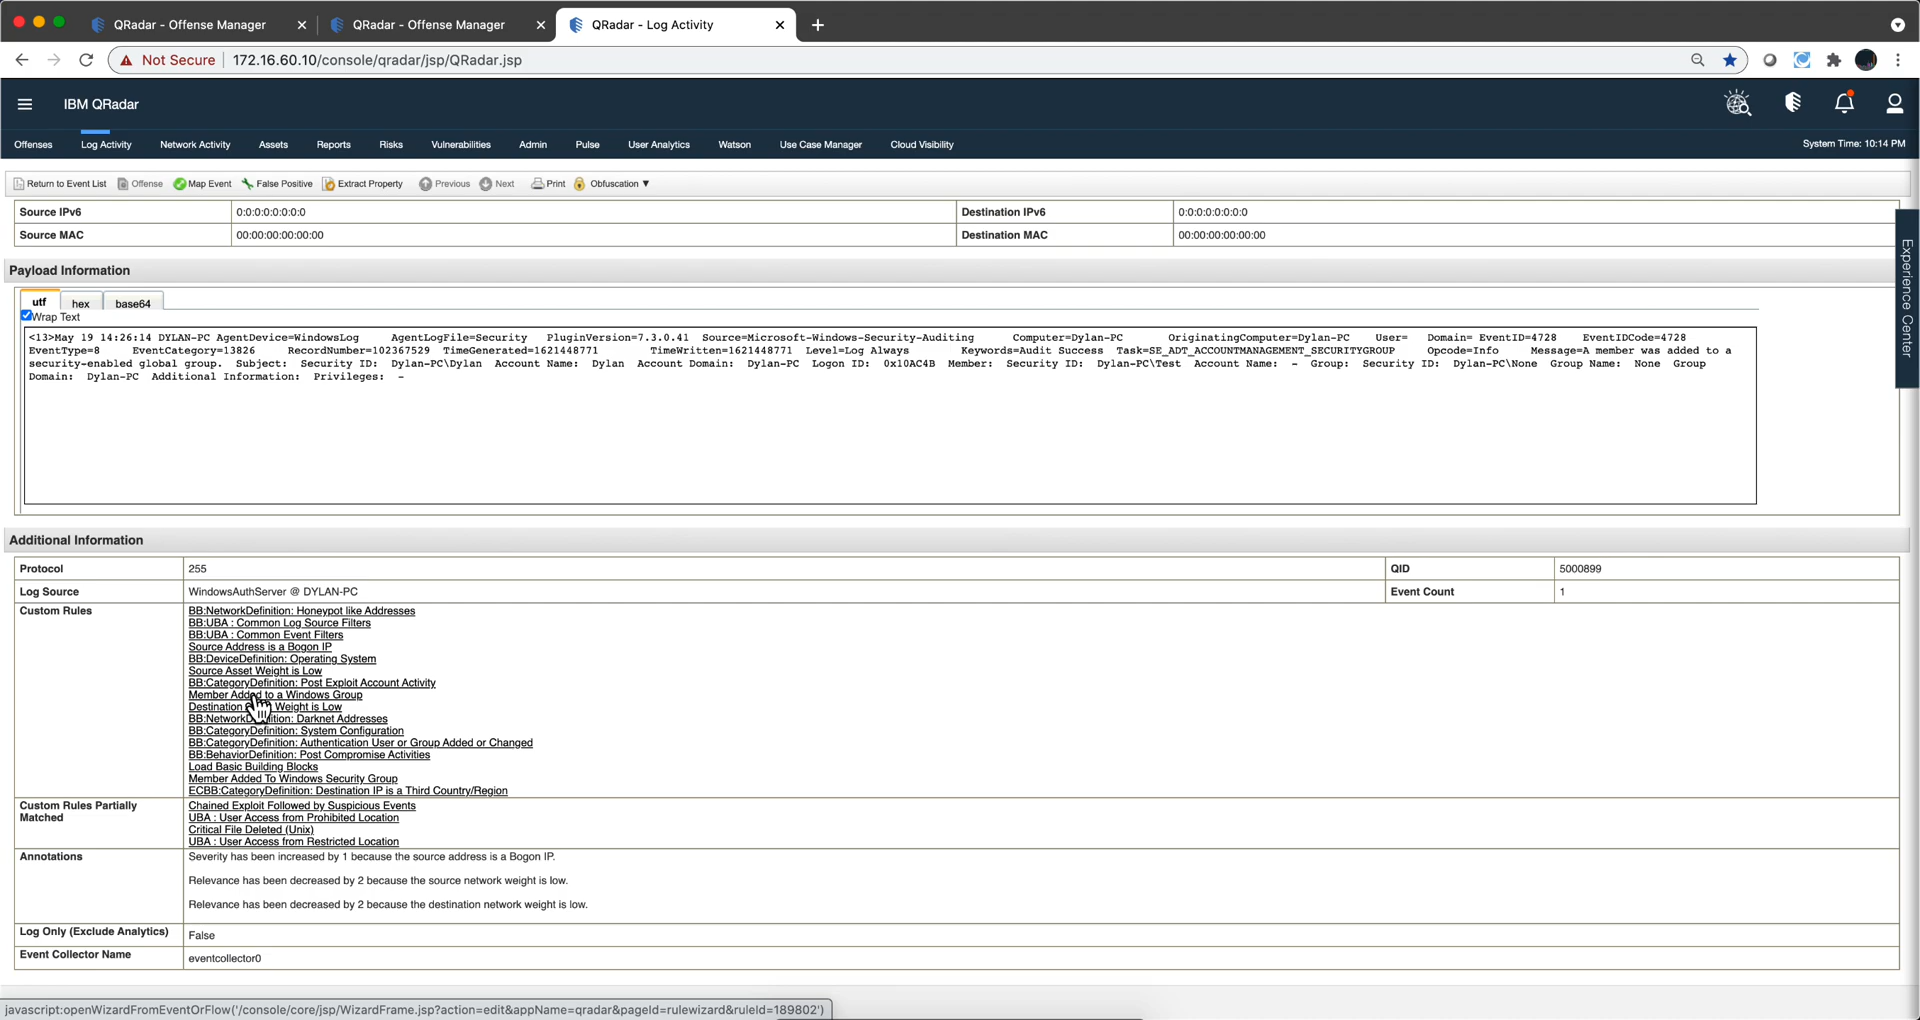 QRadar - Offense Manager
QRadar - Offense Manager
QRadar - Log Activity
Not Secure
172.16.60.10/console/qradar/jsp/QRadar.jsp
IBM QRadar
Offenses
Log Activity
Network Activity
Assets
Reports
Risks
Vulnerabilities
Admin
Pulse
User Analytics
Watson
Use Case Manager
Cloud Visibility
System Time: 10:14 PM
Return to Event List
Offense
Map Event
False Positive
Extract Property
Previous
Next
Print
Obfuscation ▼
Source IPv6 0:0:0:0:0:0:0:0 Destination IPv6 0:0:0:0:0:0:0:0
Source MAC 00:00:00:00:00:00 Destination MAC 00:00:00:00:00:00
Experience Center
Payload Information
utf hex base64
Wrap Text
<13>May 19 14:26:14 DYLAN-PC AgentDevice=WindowsLog AgentLogFile=Security PluginVersion=7.3.0.41 Source=Microsoft-Windows-Security-Auditing Computer=Dylan-PC OriginatingComputer=Dylan-PC User= Domain= EventID=4728 EventIDCode=4728
EventType=8 EventCategory=13826 RecordNumber=102367529 TimeGenerated=1621448771 TimeWritten=1621448771 Level=Log Always Keywords=Audit Success Task=SE_ADT_ACCOUNTMANAGEMENT_SECURITYGROUP Opcode=Info Message=A member was added to a
security-enabled global group. Subject: Security ID: Dylan-PC\Dylan Account Name: Dylan Account Domain: Dylan-PC Logon ID: 0x10AC4B Member: Security ID: Dylan-PC\Test Account Name: - Group: Security ID: Dylan-PC\None Group Name: None Group
Domain: Dylan-PC Additional Information: Privileges: -
Additional Information
Protocol 255 QID 5000899
Log Source WindowsAuthServer @ DYLAN-PC Event Count 1
Custom Rules BB:NetworkDefinition: Honeypot like Addresses
BB:UBA : Common Log Source Filters
BB:UBA : Common Event Filters
Source Address is a Bogon IP
BB:DeviceDefinition: Operating System
Source Asset Weight is Low
BB:CategoryDefinition: Post Exploit Account Activity
Member Added to a Windows Group
Destination Weight is Low
BB:NetworkDefinition: Darknet Addresses
BB:CategoryDefinition: System Configuration
BB:CategoryDefinition: Authentication User or Group Added or Changed
BB:BehaviorDefinition: Post Compromise Activities
Load Basic Building Blocks
Member Added To Windows Security Group
ECBB:CategoryDefinition: Destination IP is a Third Country/Region
Custom Rules Partially Matched
Chained Exploit Followed by Suspicious Events
UBA : User Access from Prohibited Location
Critical File Deleted (Unix)
UBA : User Access from Restricted Location
Annotations Severity has been increased by 1 because the source address is a Bogon IP.
Relevance has been decreased by 2 because the source network weight is low.
Relevance has been decreased by 2 because the destination network weight is low.
Log Only (Exclude Analytics) False
Event Collector Name eventcollector0
javascript:openWizardFromEventOrFlow('/console/core/jsp/WizardFrame.jsp?action=edit&appName=qradar&pageId=rulewizard&ruleId=189802')